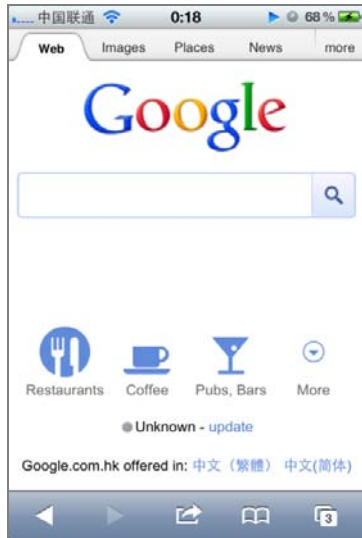 中国联通 0:18 68%
Web Images Places News more
Google
Restaurants Coffee Pubs, Bars More
Unknown - update
Google.com.hk offered in: 中文（繁體） 中文(简体)
3